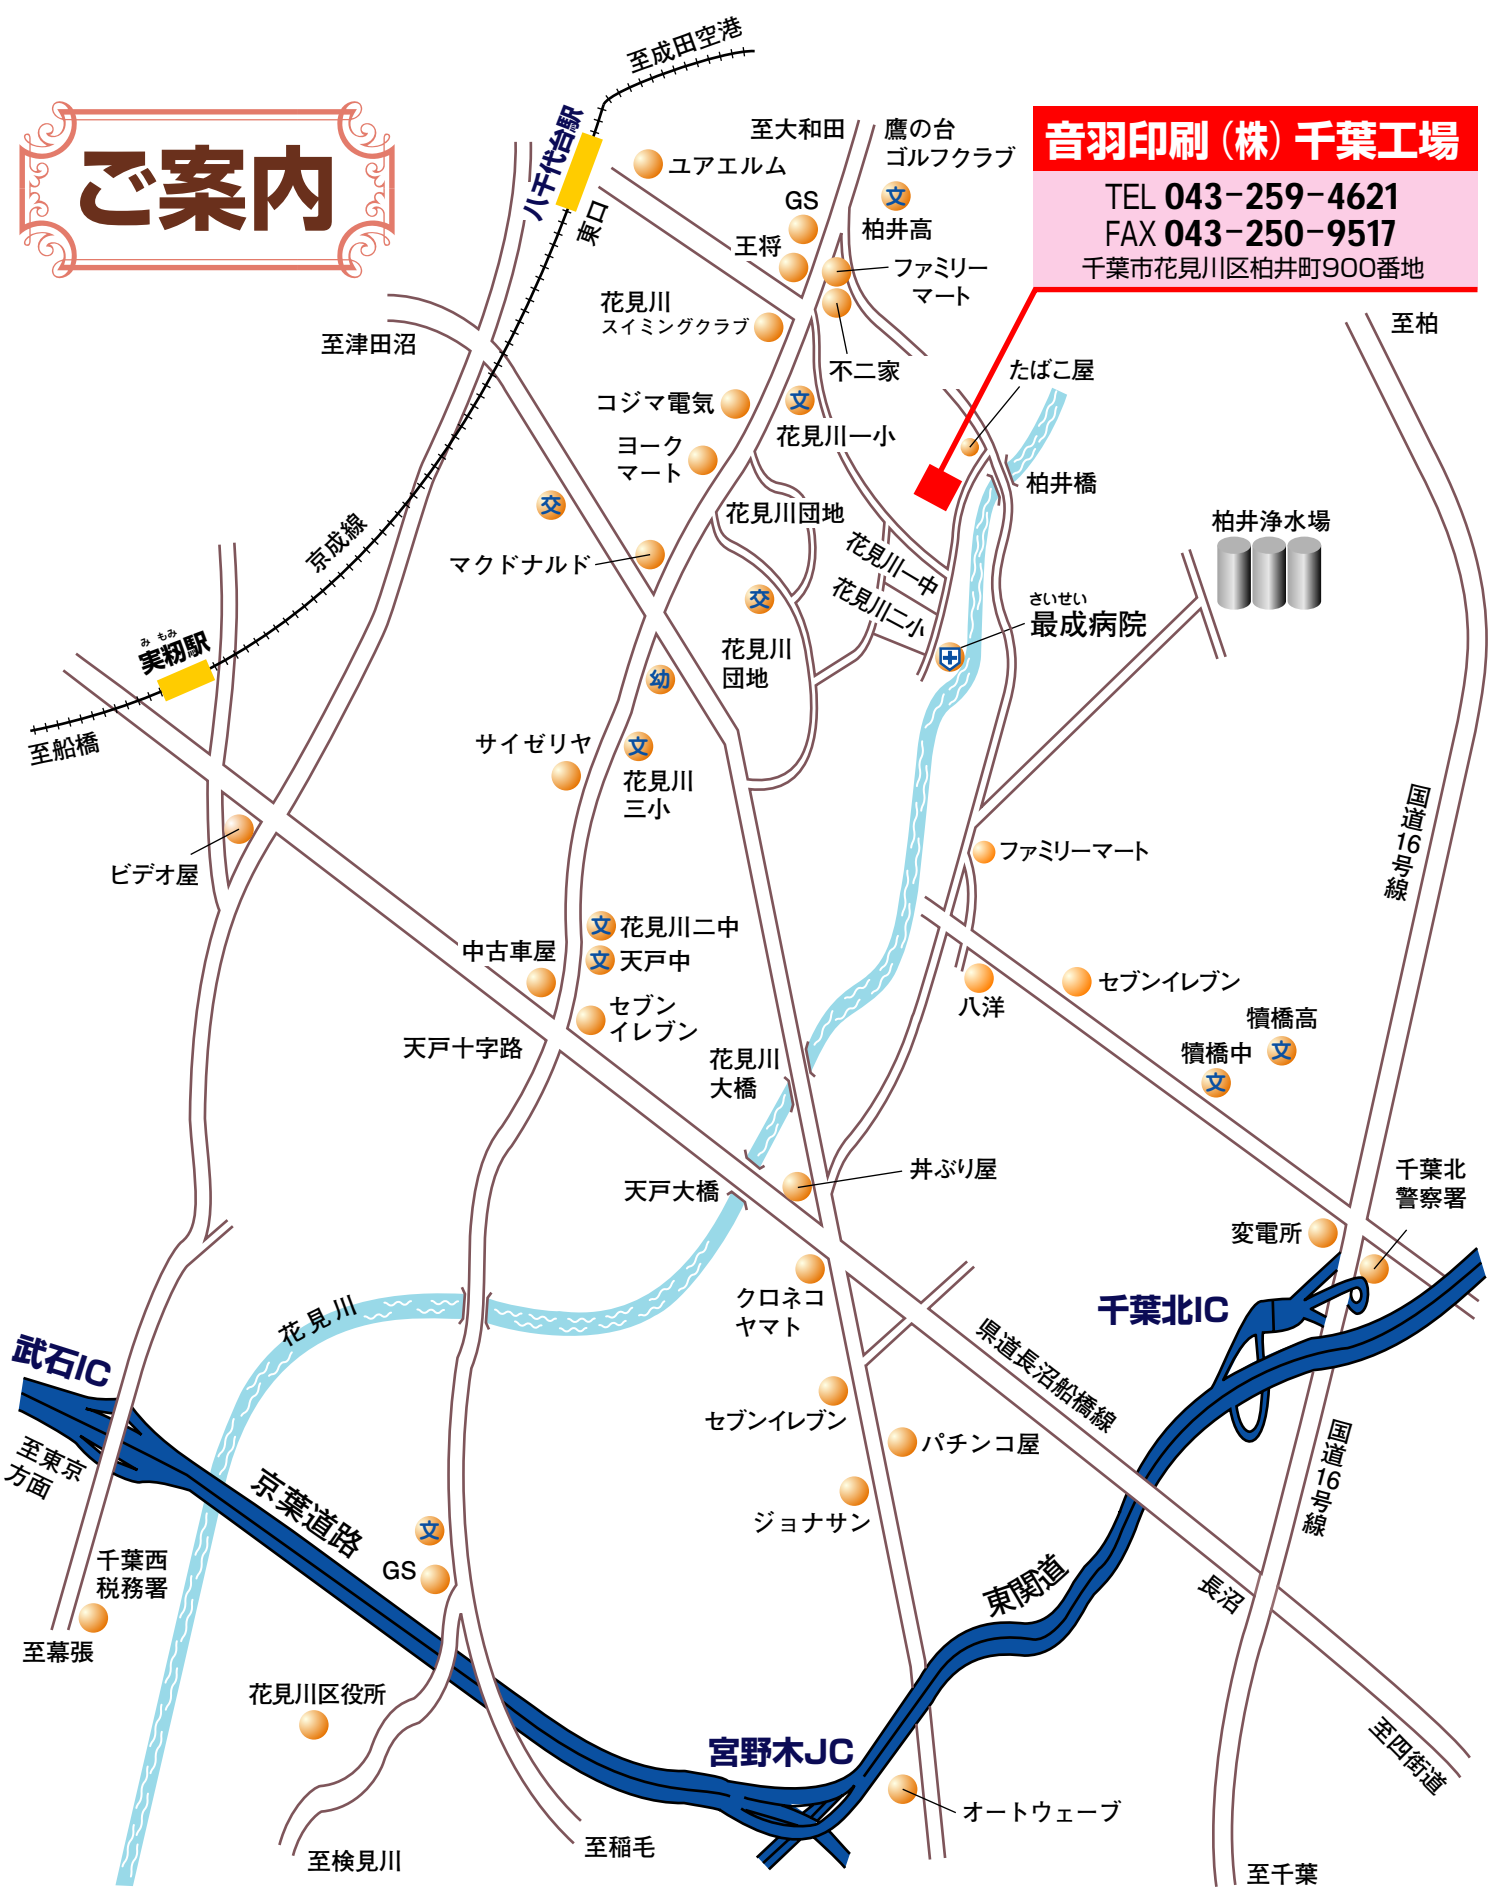 ご案内
至成田空港
八千代台駅
東口
ユアエルム
至大和田
鷹の台
ゴルフクラブ
文
柏井高
GS
王将
ファミリー
マート
音羽印刷(株)千葉工場
TEL 043-259-4621
FAX 043-250-9517
千葉市花見川区柏井町900番地
至津田沼
花見川
スイミングクラブ
不二家
たばこ屋
至柏
コジマ電気
文
花見川一小
ヨーク
マート
柏井橋
交
花見川団地
柏井浄水場
京成線
マクドナルド
花見川一中
花見川二小
交
さいせい
最成病院
みもみ
実籾駅
花見川
団地
幼
至船橋
サイゼリヤ
文
花見川
三小
国道16号線
ビデオ屋
ファミリーマート
文
花見川二中
中古車屋
文
天戸中
セブン
イレブン
八洋
セブンイレブン
犢橋高
文
犢橋中
文
天戸十字路
花見川
大橋
天戸大橋
丼ぶり屋
千葉北
警察署
変電所
クロネコ
ヤマト
千葉北IC
花見川
県道長沼船橋線
武石IC
至東京
方面
セブンイレブン
パチンコ屋
国道16号線
京葉道路
文
GS
ジョナサン
千葉西
税務署
東関道
長沼
至幕張
花見川区役所
宮野木JC
至四街道
オートウェーブ
至検見川
至稲毛
至千葉